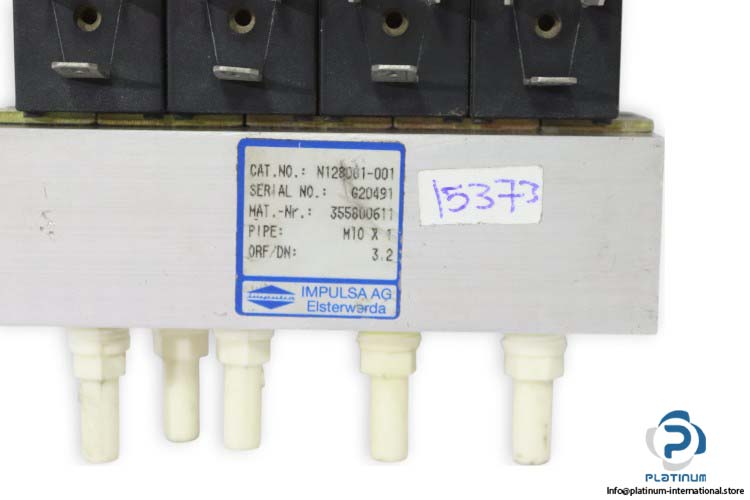 CAT.NO.: N128001-001
SERIAL NO.: G20491
MAT.-Nr.: 355800611
PIPE: M10 X 1
ORF/DN: 3.2
impulsa
IMPULSA AG
Elsterwerda
15373
PLATINUM
Info@platinum-international.store